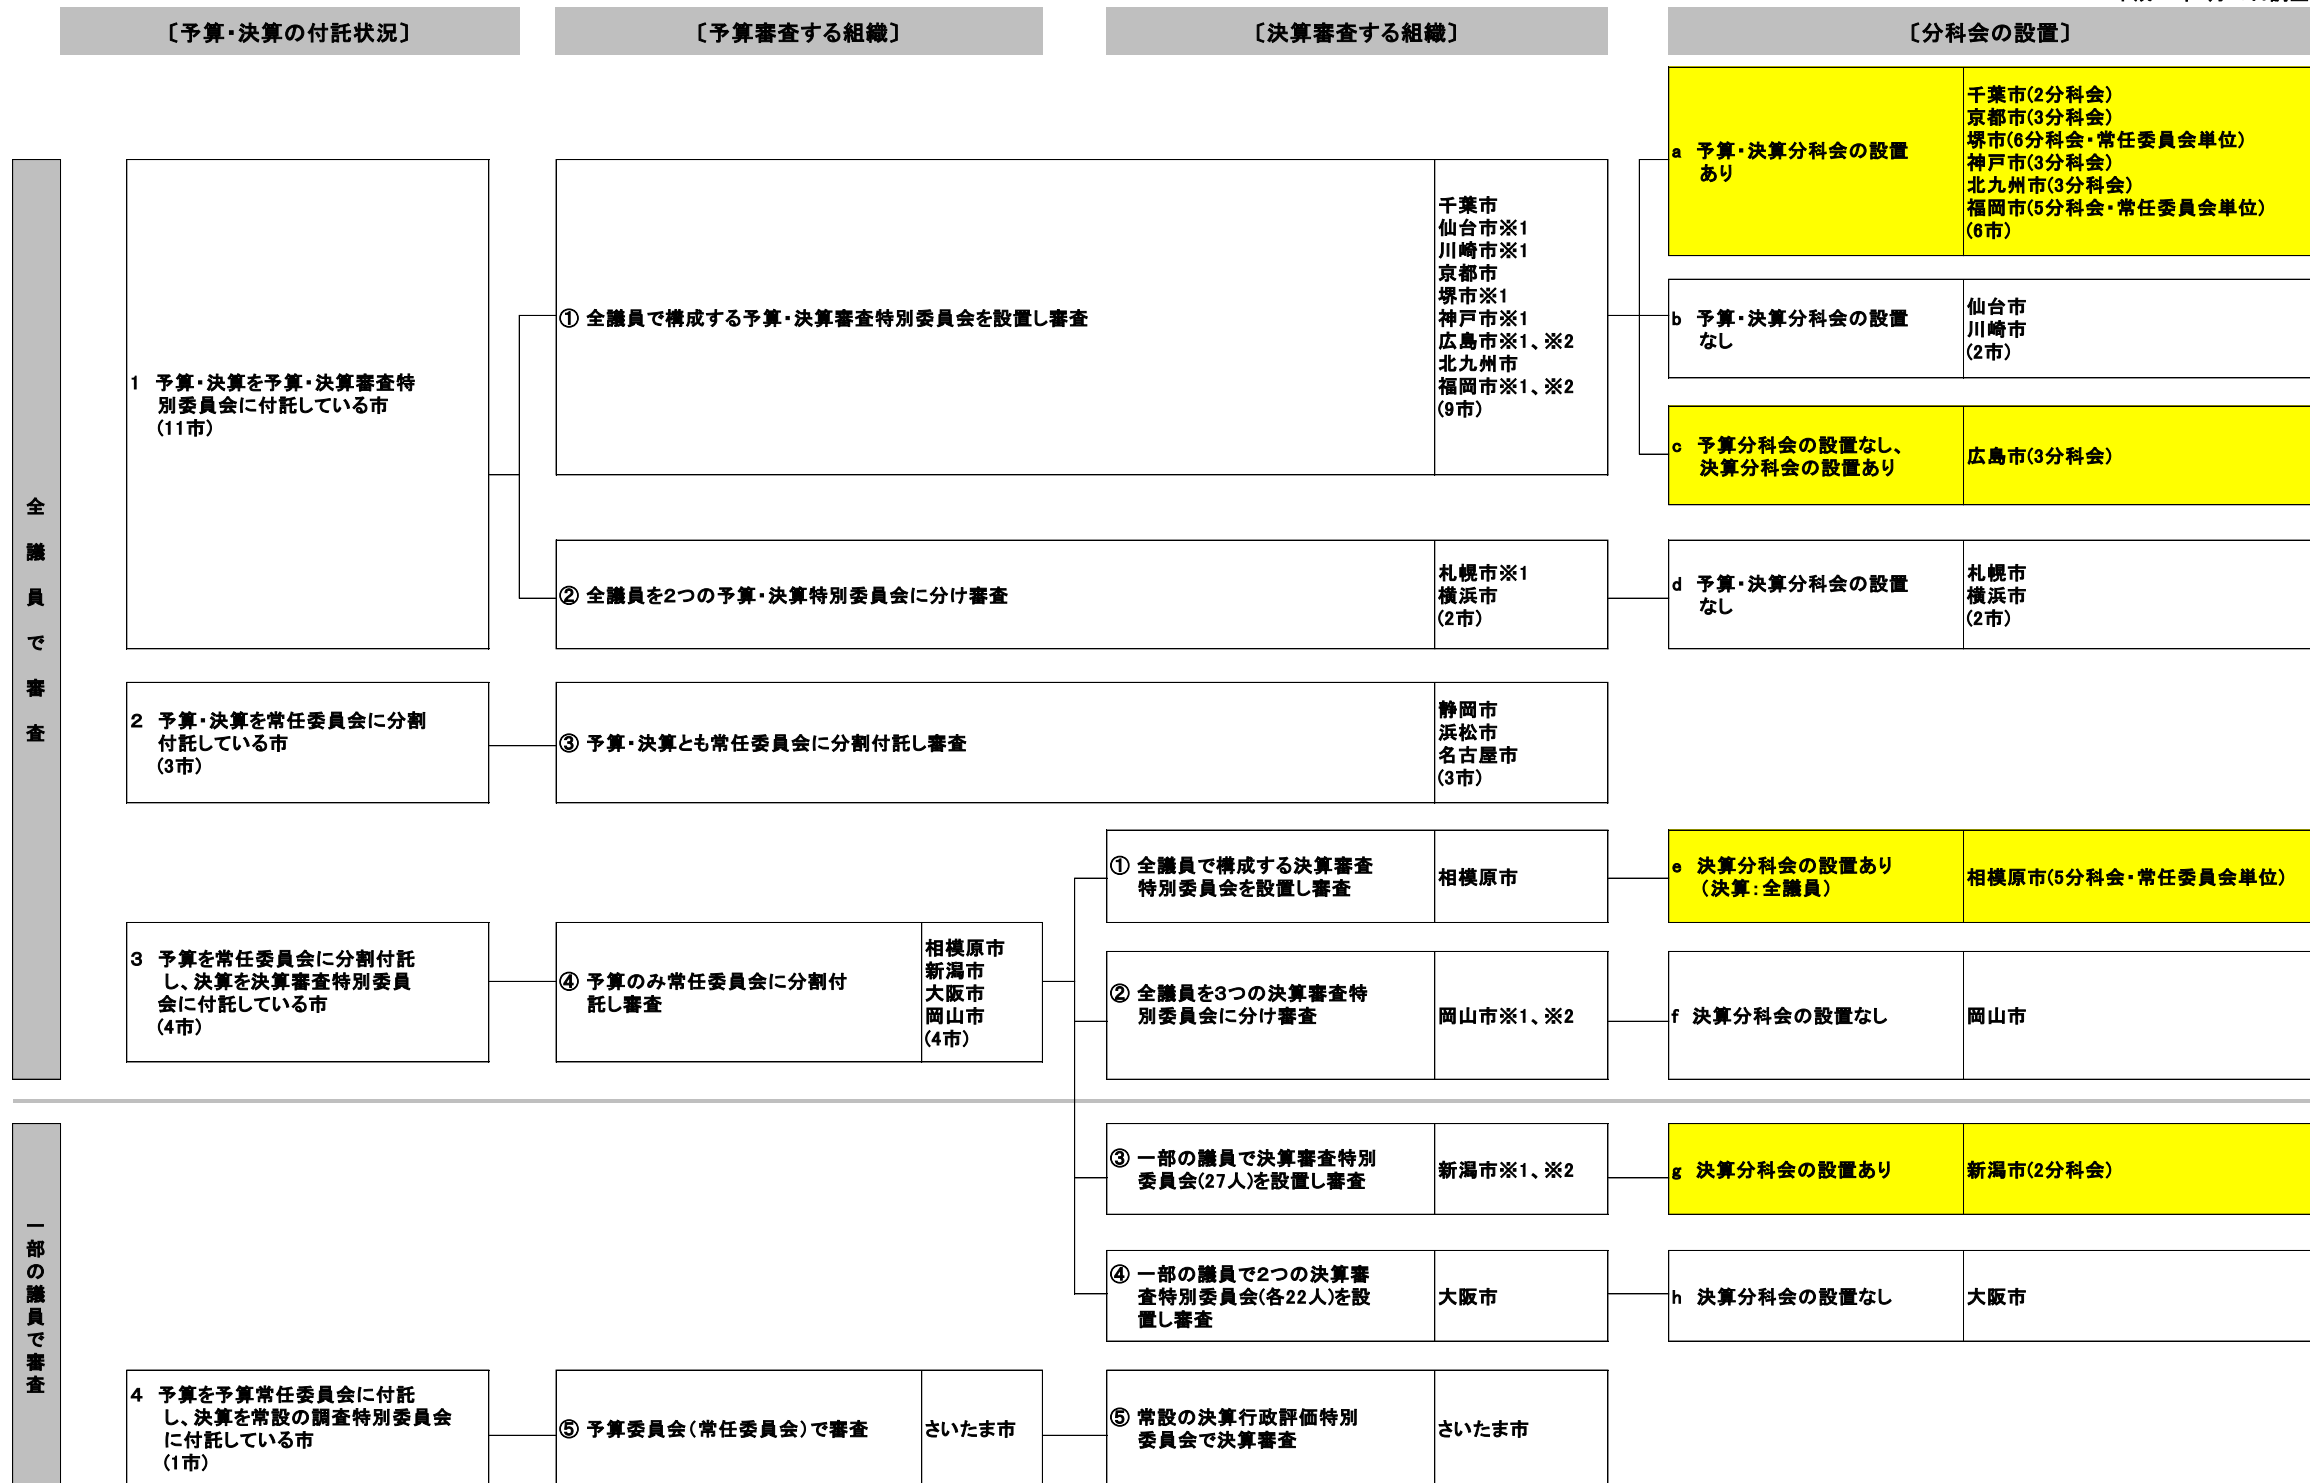 〔予算・決算の付託状況〕
〔予算審査する組織〕
〔決算審査する組織〕
〔分科会の設置〕
全議員で審査
1 予算・決算を予算・決算審査特
別委員会に付託している市
(11市)
① 全議員で構成する予算・決算審査特別委員会を設置し審査
千葉市
仙台市※1
川崎市※1
京都市
堺市※1
神戸市※1
広島市※1、※2
北九州市
福岡市※1、※2
(9市)
a 予算・決算分科会の設置
あり
千葉市(2分科会)
京都市(3分科会)
堺市(6分科会・常任委員会単位)
神戸市(3分科会)
北九州市(3分科会)
福岡市(5分科会・常任委員会単位)
(6市)
b 予算・決算分科会の設置
なし
仙台市
川崎市
(2市)
c 予算分科会の設置なし、
決算分科会の設置あり
広島市(3分科会)
② 全議員を2つの予算・決算特別委員会に分け審査
札幌市※1
横浜市
(2市)
d 予算・決算分科会の設置
なし
札幌市
横浜市
(2市)
2 予算・決算を常任委員会に分割
付託している市
(3市)
③ 予算・決算とも常任委員会に分割付託し審査
静岡市
浜松市
名古屋市
(3市)
3 予算を常任委員会に分割付託
し、決算を決算審査特別委員
会に付託している市
(4市)
④ 予算のみ常任委員会に分割付
託し審査
相模原市
新潟市
大阪市
岡山市
(4市)
① 全議員で構成する決算審査
特別委員会を設置し審査
相模原市
e 決算分科会の設置あり
（決算：全議員）
相模原市(5分科会・常任委員会単位)
② 全議員を3つの決算審査特
別委員会に分け審査
岡山市※1、※2
f 決算分科会の設置なし
岡山市
一部の議員で審査
③ 一部の議員で決算審査特別
委員会(27人)を設置し審査
新潟市※1、※2
g 決算分科会の設置あり
新潟市(2分科会)
④ 一部の議員で2つの決算審
査特別委員会(各22人)を設
置し審査
大阪市
h 決算分科会の設置なし
大阪市
4 予算を予算常任委員会に付託
し、決算を常設の調査特別委員会
に付託している市
(1市)
⑤ 予算委員会（常任委員会）で審査
さいたま市
⑤ 常設の決算行政評価特別
委員会で決算審査
さいたま市